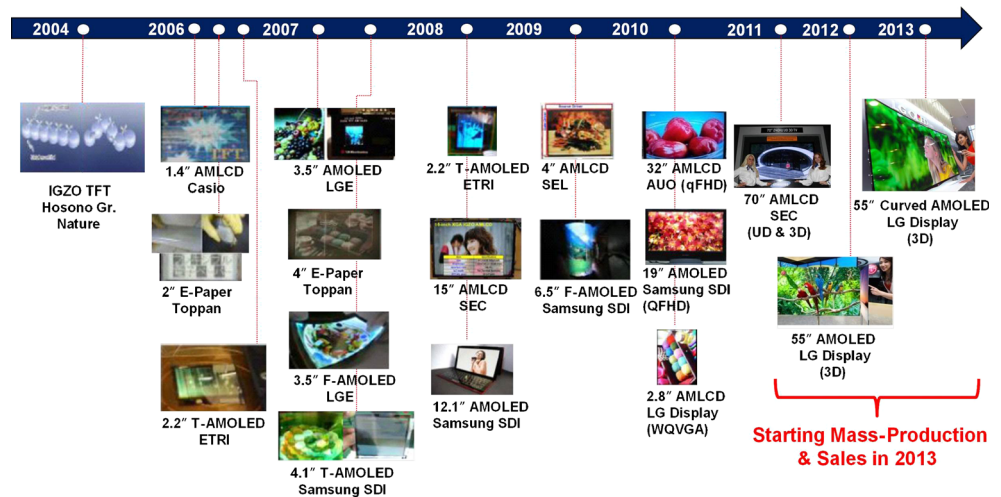 2004
2006
2007
2008
2009
2010
2011
2012
2013
IGZO TFT
Hosono Gr.
Nature
1.4″ AMLCD
Casio
2″ E-Paper
Toppan
2.2″ T-AMOLED
ETRI
3.5″ AMOLED
LGE
4″ E-Paper
Toppan
3.5″ F-AMOLED
LGE
4.1″ T-AMOLED
Samsung SDI
2.2″ T-AMOLED
ETRI
15″ AMLCD
SEC
12.1″ AMOLED
Samsung SDI
4″ AMLCD
SEL
6.5″ F-AMOLED
Samsung SDI
32″ AMLCD
AUO (qFHD)
19″ AMOLED
Samsung SDI
(QFHD)
2.8″ AMLCD
LG Display
(WQVGA)
70″ AMLCD
SEC
(UD & 3D)
55″ AMOLED
LG Display
(3D)
55″ Curved AMOLED
LG Display
(3D)
Starting Mass-Production
& Sales in 2013